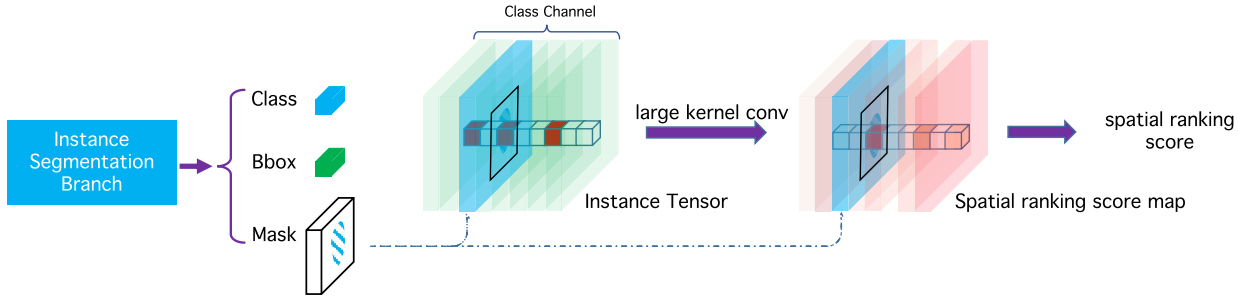 Class Channel
Instance
Segmentation
Branch
Class
Bbox
Mask
Instance Tensor
large kernel conv
Spatial ranking score map
spatial ranking
score